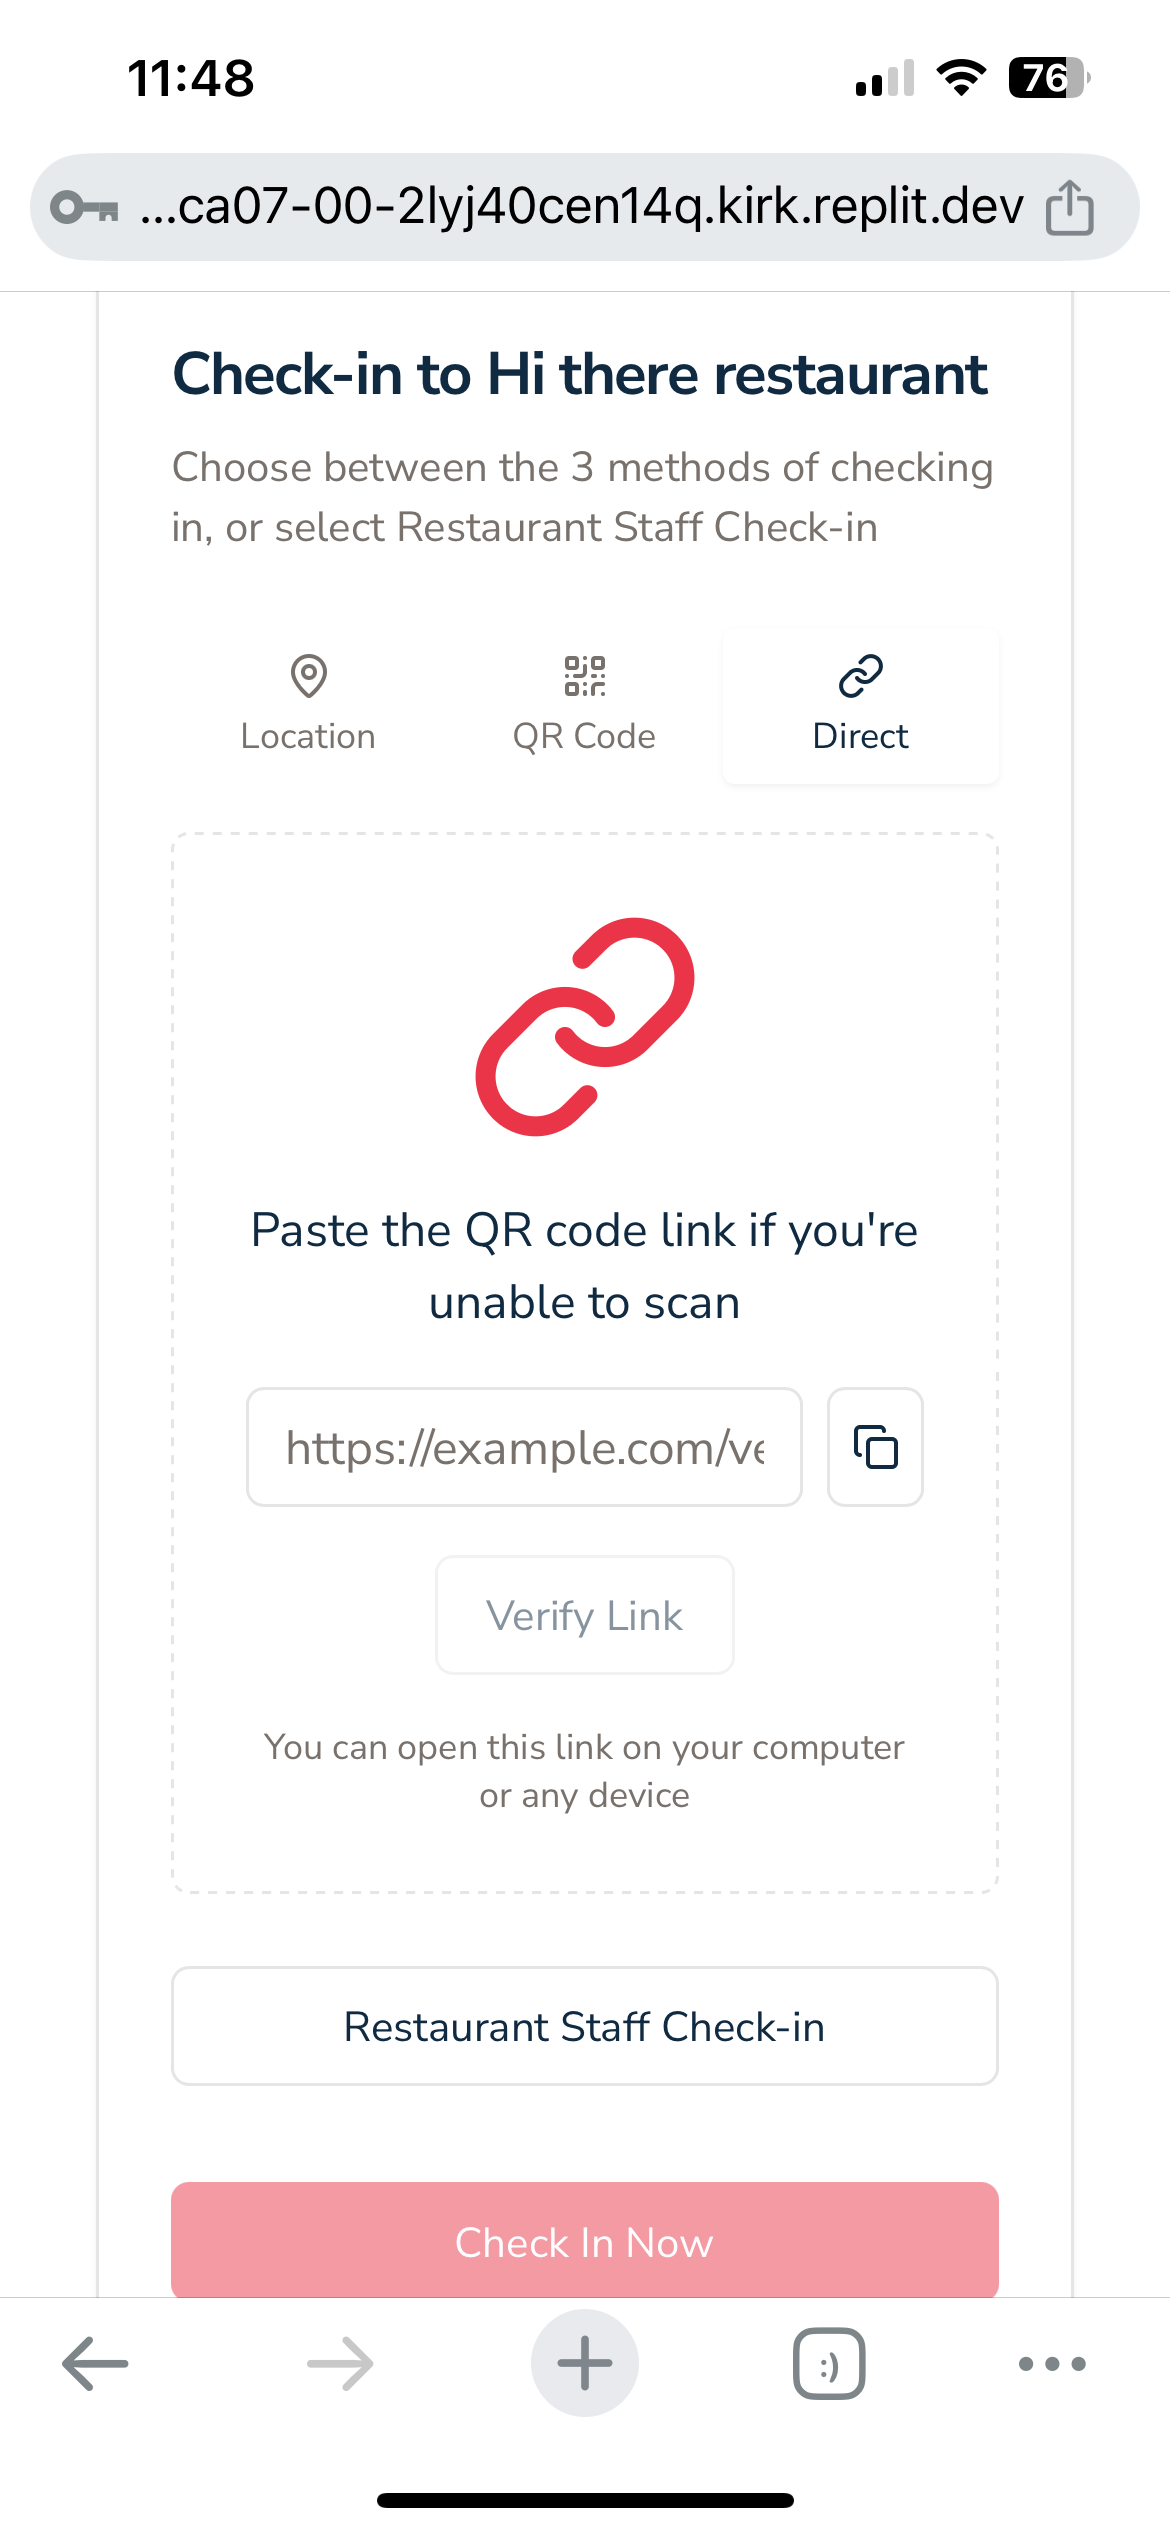 11:48
76
...ca07-00-2lyj40cen14q.kirk.replit.dev
Check-in to Hi there restaurant
Choose between the 3 methods of checking
in, or select Restaurant Staff Check-in
Location
QR Code
Direct
Paste the QR code link if you're
unable to scan
https://example.com/ve
Verify Link
You can open this link on your computer
or any device
Restaurant Staff Check-in
Check In Now
:)